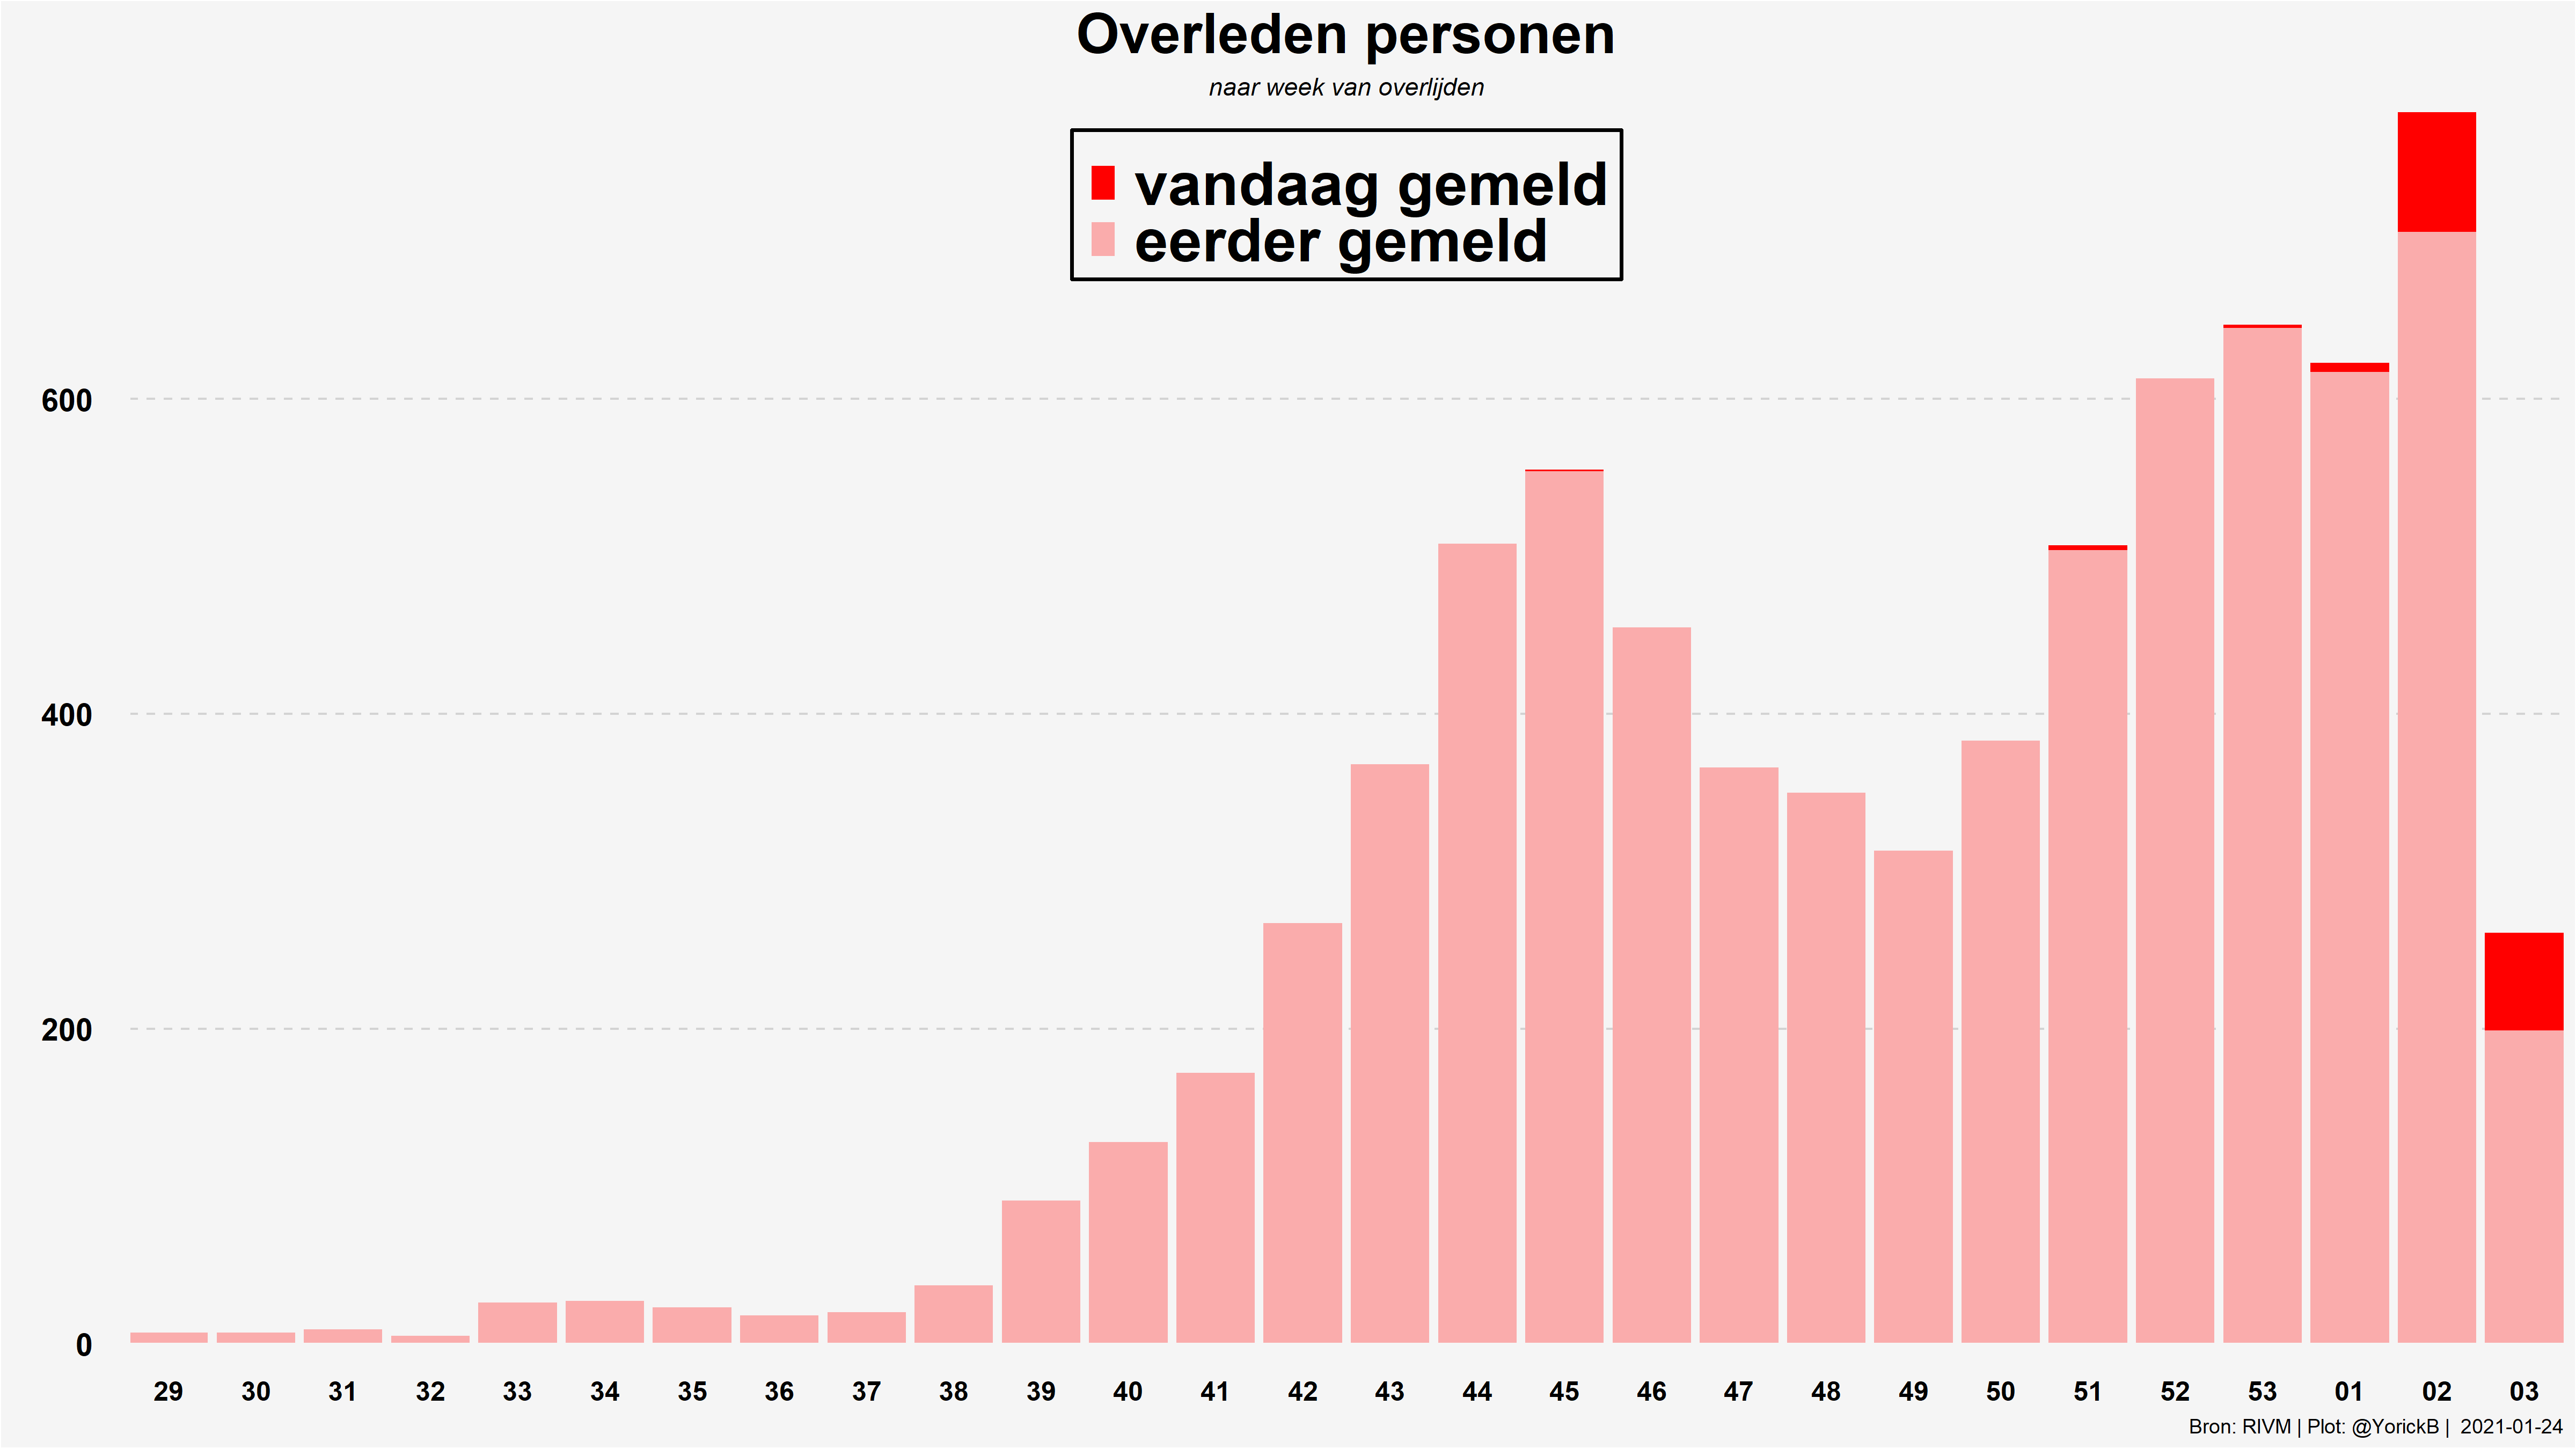 Overleden personen
naar week van overlijden
vandaag gemeld
eerder gemeld
600
400
200
0
29 30 31 32 33 34 35 36 37 38 39 40 41 42 43 44 45 46 47 48 49 50 51 52 53 01 02 03
Bron: RIVM | Plot: @YorickB | 2021-01-24